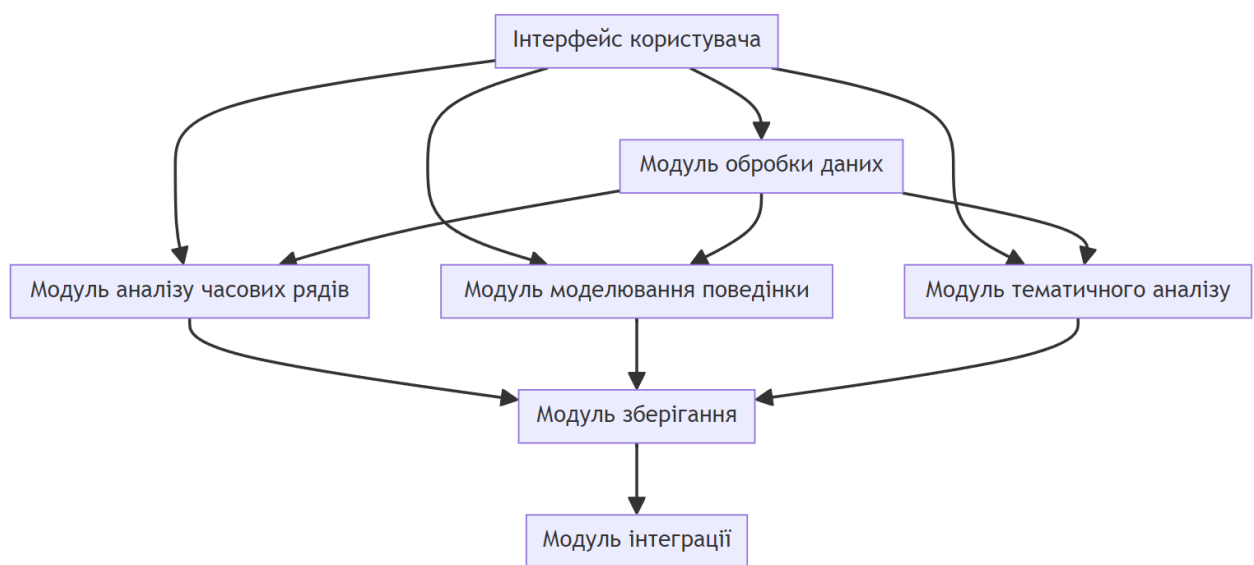 Інтерфейс користувача
Модуль обробки даних
Модуль аналізу часових рядів
Модуль моделювання поведінки
Модуль тематичного аналізу
Модуль зберігання
Модуль інтеграції